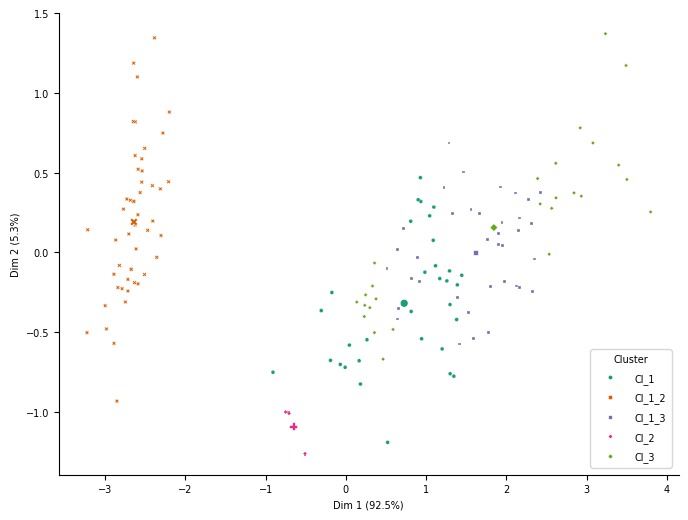 1.5
1.0
0.5
0.0
−0.5
−1.0
Dim 2 (5.3%)
−3
−2
−1
0
1
2
3
4
Dim 1 (92.5%)
Cluster
Cl_1
Cl_1_2
Cl_1_3
Cl_2
Cl_3